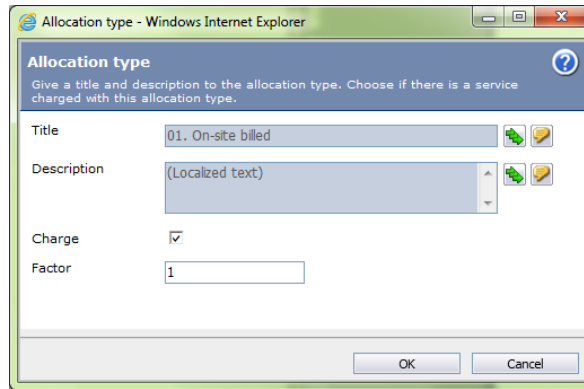 Allocation type - Windows Internet Explorer
Allocation type
Give a title and description to the allocation type. Choose if there is a service
charged with this allocation type.
Title
01. On-site billed
Description
(Localized text)
Charge
Factor
1
OK
Cancel